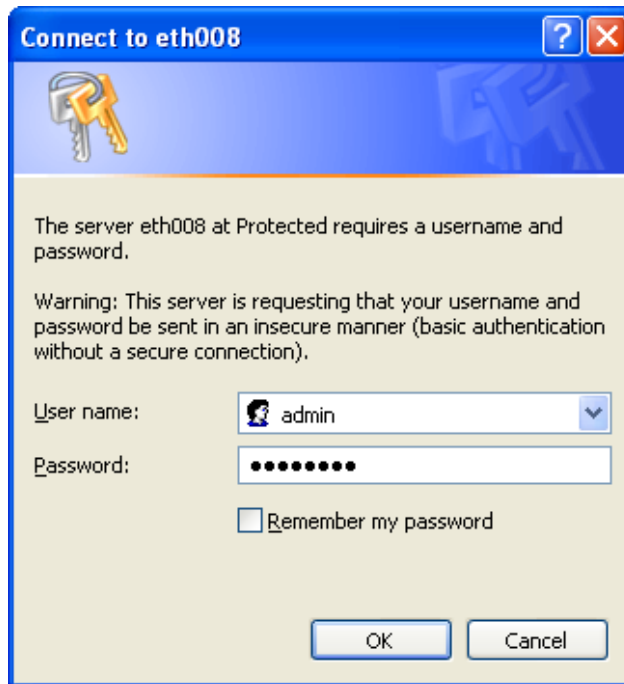 Connect to eth008
The server eth008 at Protected requires a username and
password.
Warning: This server is requesting that your username and
password be sent in an insecure manner (basic authentication
without a secure connection).
User name:
admin
Password:
●●●●●●●●
Remember my password
OK
Cancel